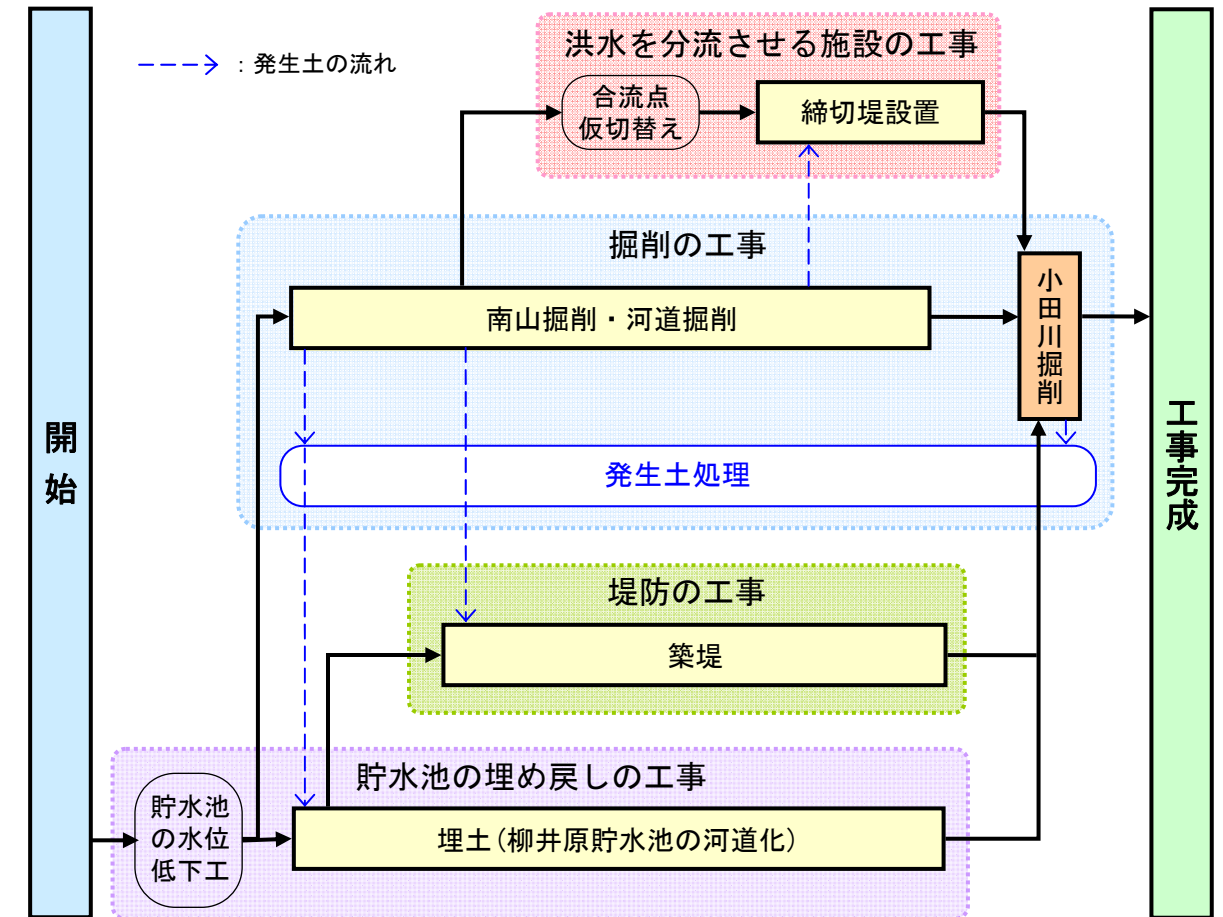 洪水を分流させる施設の工事
：発生土の流れ
合流点
仮切替え
締切堤設置
掘削の工事
南山掘削・河道掘削
小田川掘削
開始
発生土処理
工事完成
堤防の工事
築堤
貯水池の埋め戻しの工事
貯水池
の水位
低下工
埋土（柳井原貯水池の河道化）